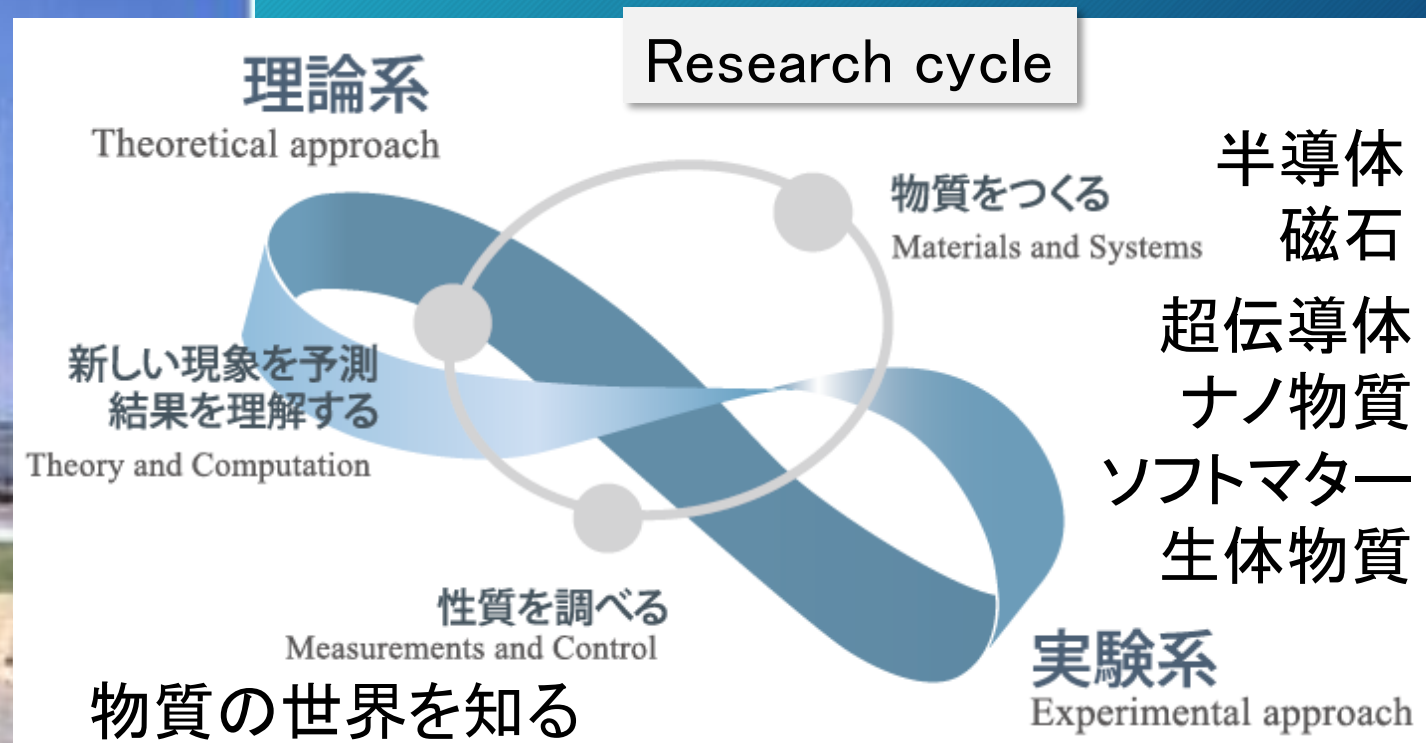 Research cycle
理論系
Theoretical approach
物質をつくる
Materials and Systems
半導体
磁石
超伝導体
ナノ物質
ソフトマター
生体物質
新しい現象を予測
結果を理解する
Theory and Computation
性質を調べる
Measurements and Control
物質の世界を知る
実験系
Experimental approach